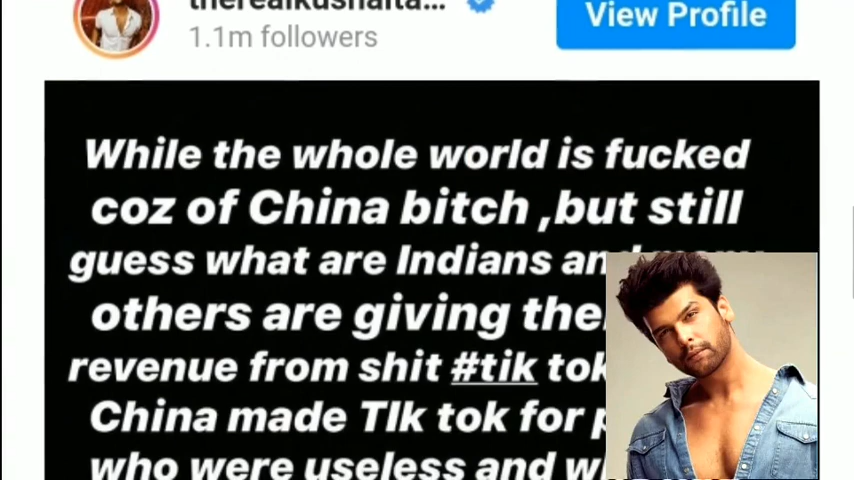 therealkushalta...
1.1m followers
View Profile
While the whole world is fucked
coz of China bitch ,but still
guess what are Indians and many
others are giving
revenue from shit #tik tok
China made TIk tok for
who were useless and